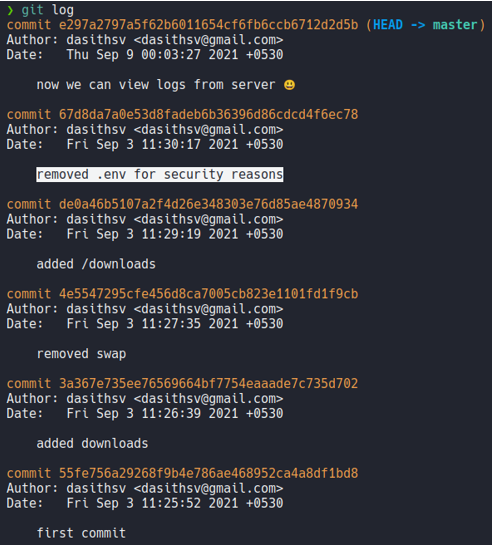 ❯ git log
commit e297a2797a5f62b6011654cf6fb6ccb6712d2d5b (HEAD -> master)
Author: dasithsv <dasithsv@gmail.com>
Date:   Thu Sep 9 00:03:27 2021 +0530
now we can view logs from server 😃
commit 67d8da7a0e53d8fadeb6b36396d86cdcd4f6ec78
Author: dasithsv <dasithsv@gmail.com>
Date:   Fri Sep 3 11:30:17 2021 +0530
removed .env for security reasons
commit de0a46b5107a2f4d26e348303e76d85ae4870934
Author: dasithsv <dasithsv@gmail.com>
Date:   Fri Sep 3 11:29:19 2021 +0530
added /downloads
commit 4e5547295cfe456d8ca7005cb823e1101fd1f9cb
Author: dasithsv <dasithsv@gmail.com>
Date:   Fri Sep 3 11:27:35 2021 +0530
removed swap
commit 3a367e735ee76569664bf7754eaaade7c735d702
Author: dasithsv <dasithsv@gmail.com>
Date:   Fri Sep 3 11:26:39 2021 +0530
added downloads
commit 55fe756a29268f9b4e786ae468952ca4a8df1bd8
Author: dasithsv <dasithsv@gmail.com>
Date:   Fri Sep 3 11:25:52 2021 +0530
first commit